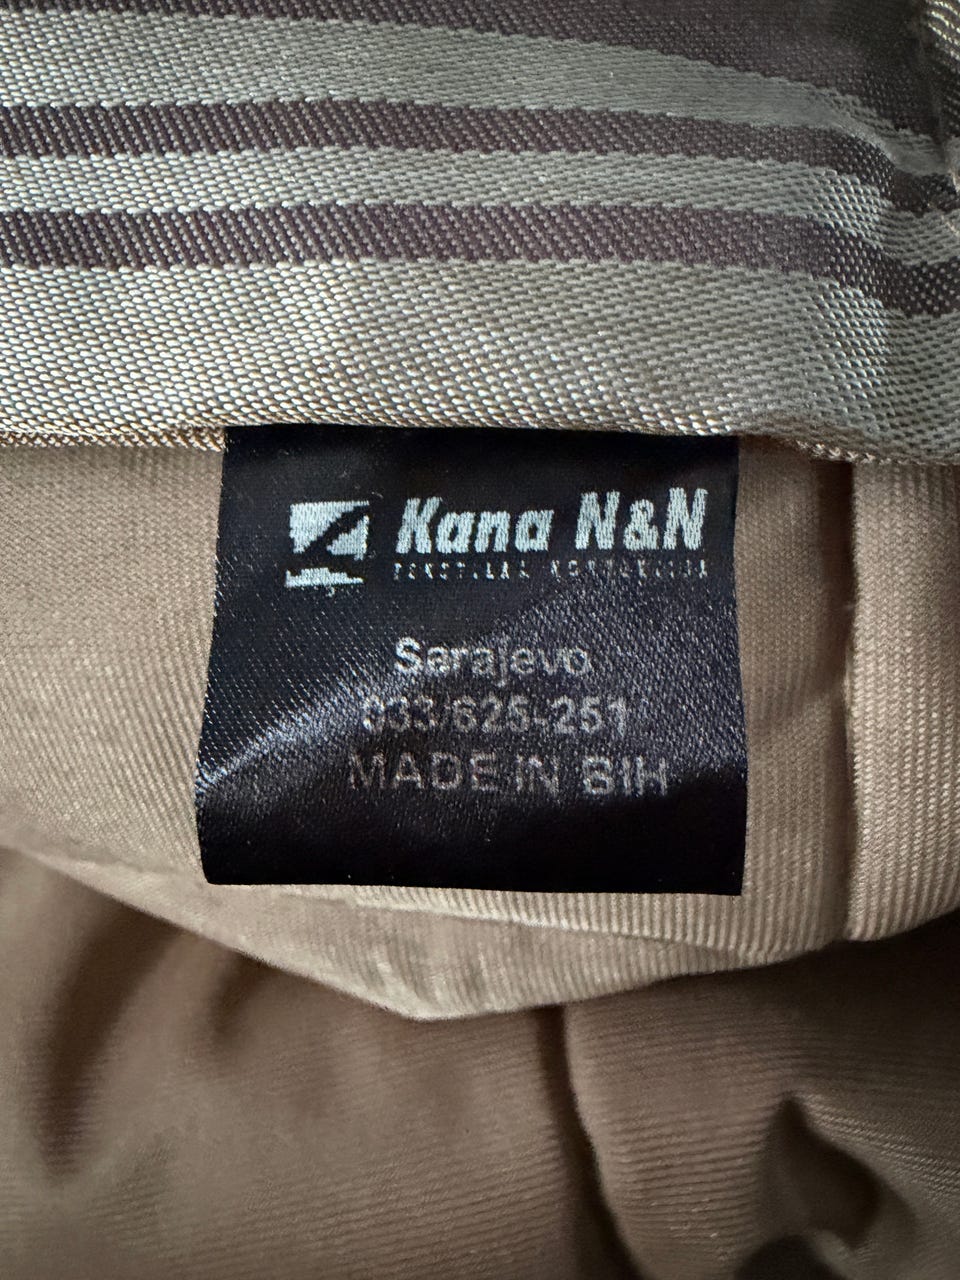 Kana N&N
Sarajevo
033/625-251
MADE IN BIH